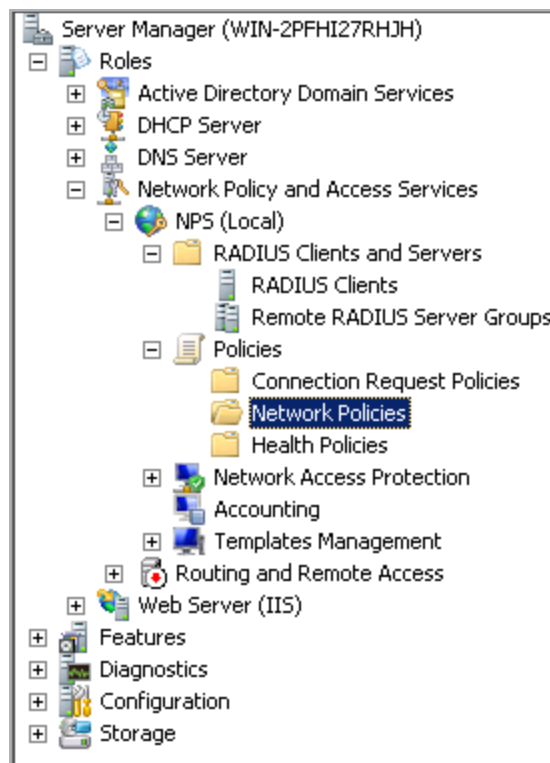 Server Manager (WIN-2PFHI27RHJH)
Roles
Active Directory Domain Services
DHCP Server
DNS Server
Network Policy and Access Services
NPS (Local)
RADIUS Clients and Servers
RADIUS Clients
Remote RADIUS Server Groups
Policies
Connection Request Policies
Network Policies
Health Policies
Network Access Protection
Accounting
Templates Management
Routing and Remote Access
Web Server (IIS)
Features
Diagnostics
Configuration
Storage